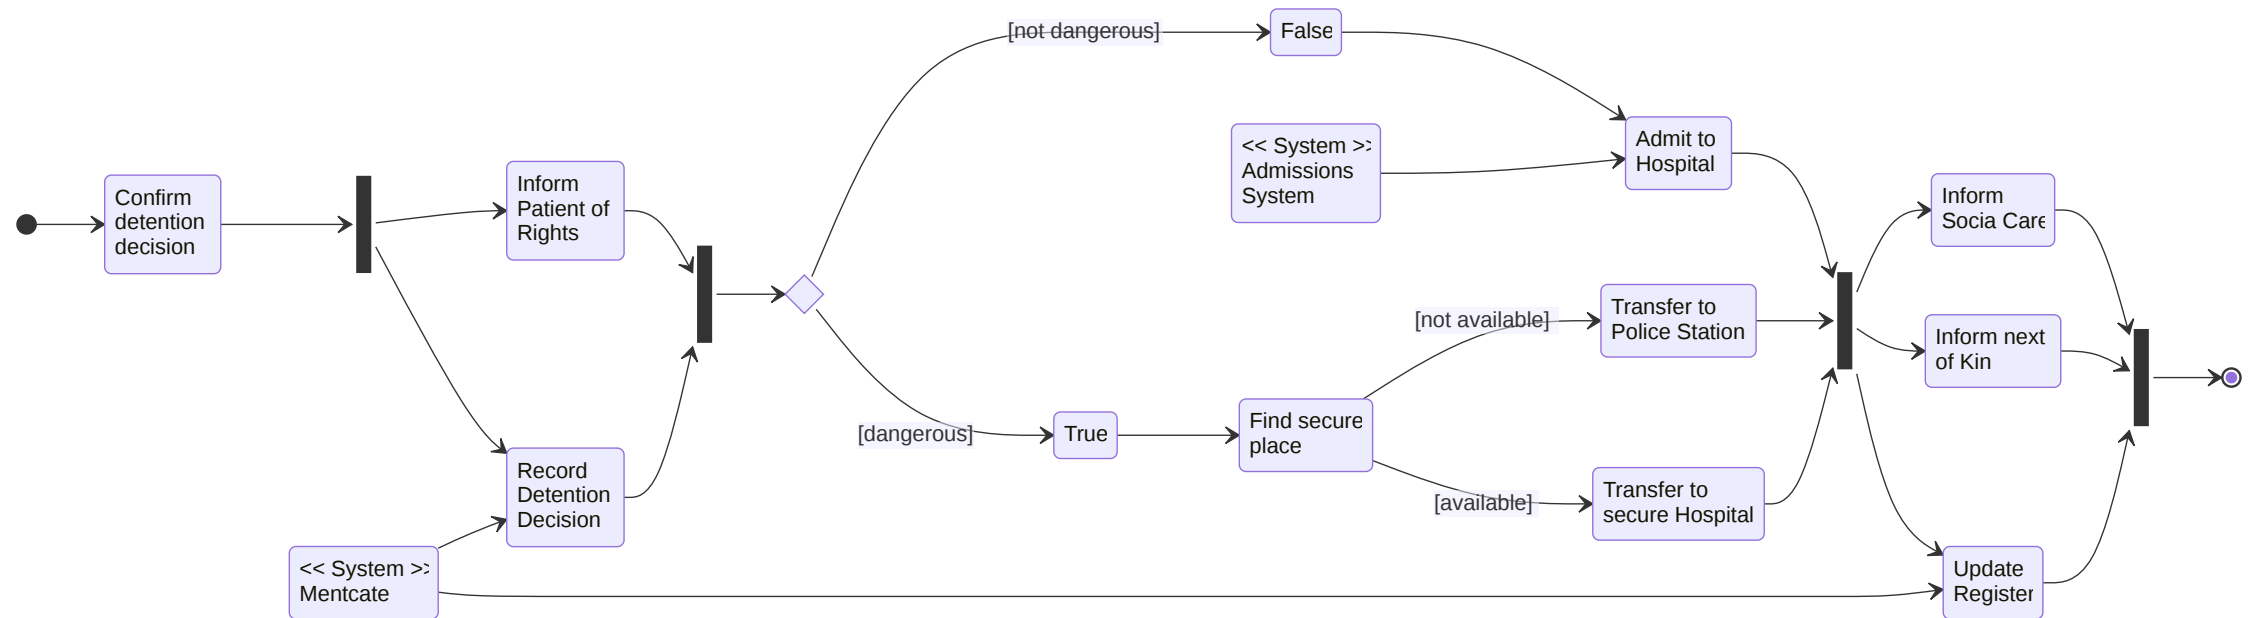 Confirm
detention
decision
Inform
Patient of
Rights
Record
Detention
Decision
<< System >>
Mentcate
[not dangerous]
[dangerous]
False
True
<< System >>
Admissions
System
Find secure
place
[not available]
[available]
Admit to
Hospital
Transfer to
Police Station
Transfer to
secure Hospital
Inform
Socia Care
Inform next
of Kin
Update
Register